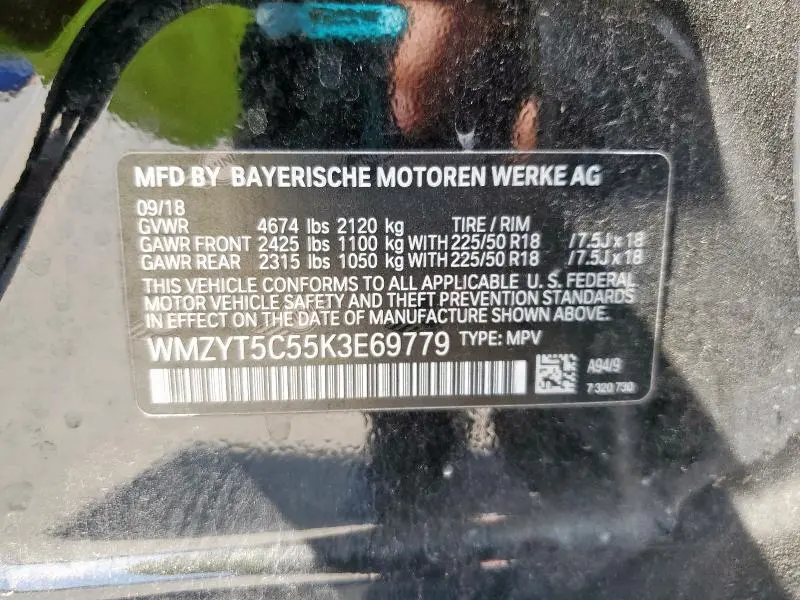 MFD BY BAYERISCHE MOTOREN WERKE AG
09/18
GVWR 4674 lbs 2120 kg TIRE / RIM
GAWR FRONT 2425 lbs 1100 kg WITH 225/50 R18 /7.5J x 18
GAWR REAR 2315 lbs 1050 kg WITH 225/50 R18 /7.5J x 18
THIS VEHICLE CONFORMS TO ALL APPLICABLE U. S. FEDERAL
MOTOR VEHICLE SAFETY AND THEFT PREVENTION STANDARDS
IN EFFECT ON THE DATE OF MANUFACTURE SHOWN ABOVE.
WMZYT5C55K3E69779 TYPE: MPV
A94/9
7 320 730